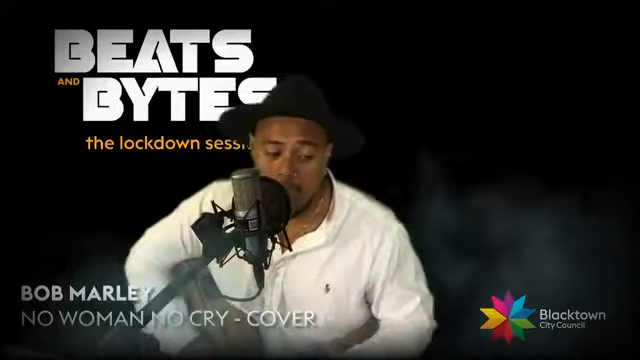 BEATS
AND
BYTES
the lockdown sess
BOB MARLEY
NO WOMAN NO CRY - COVER
Blacktown
City Council